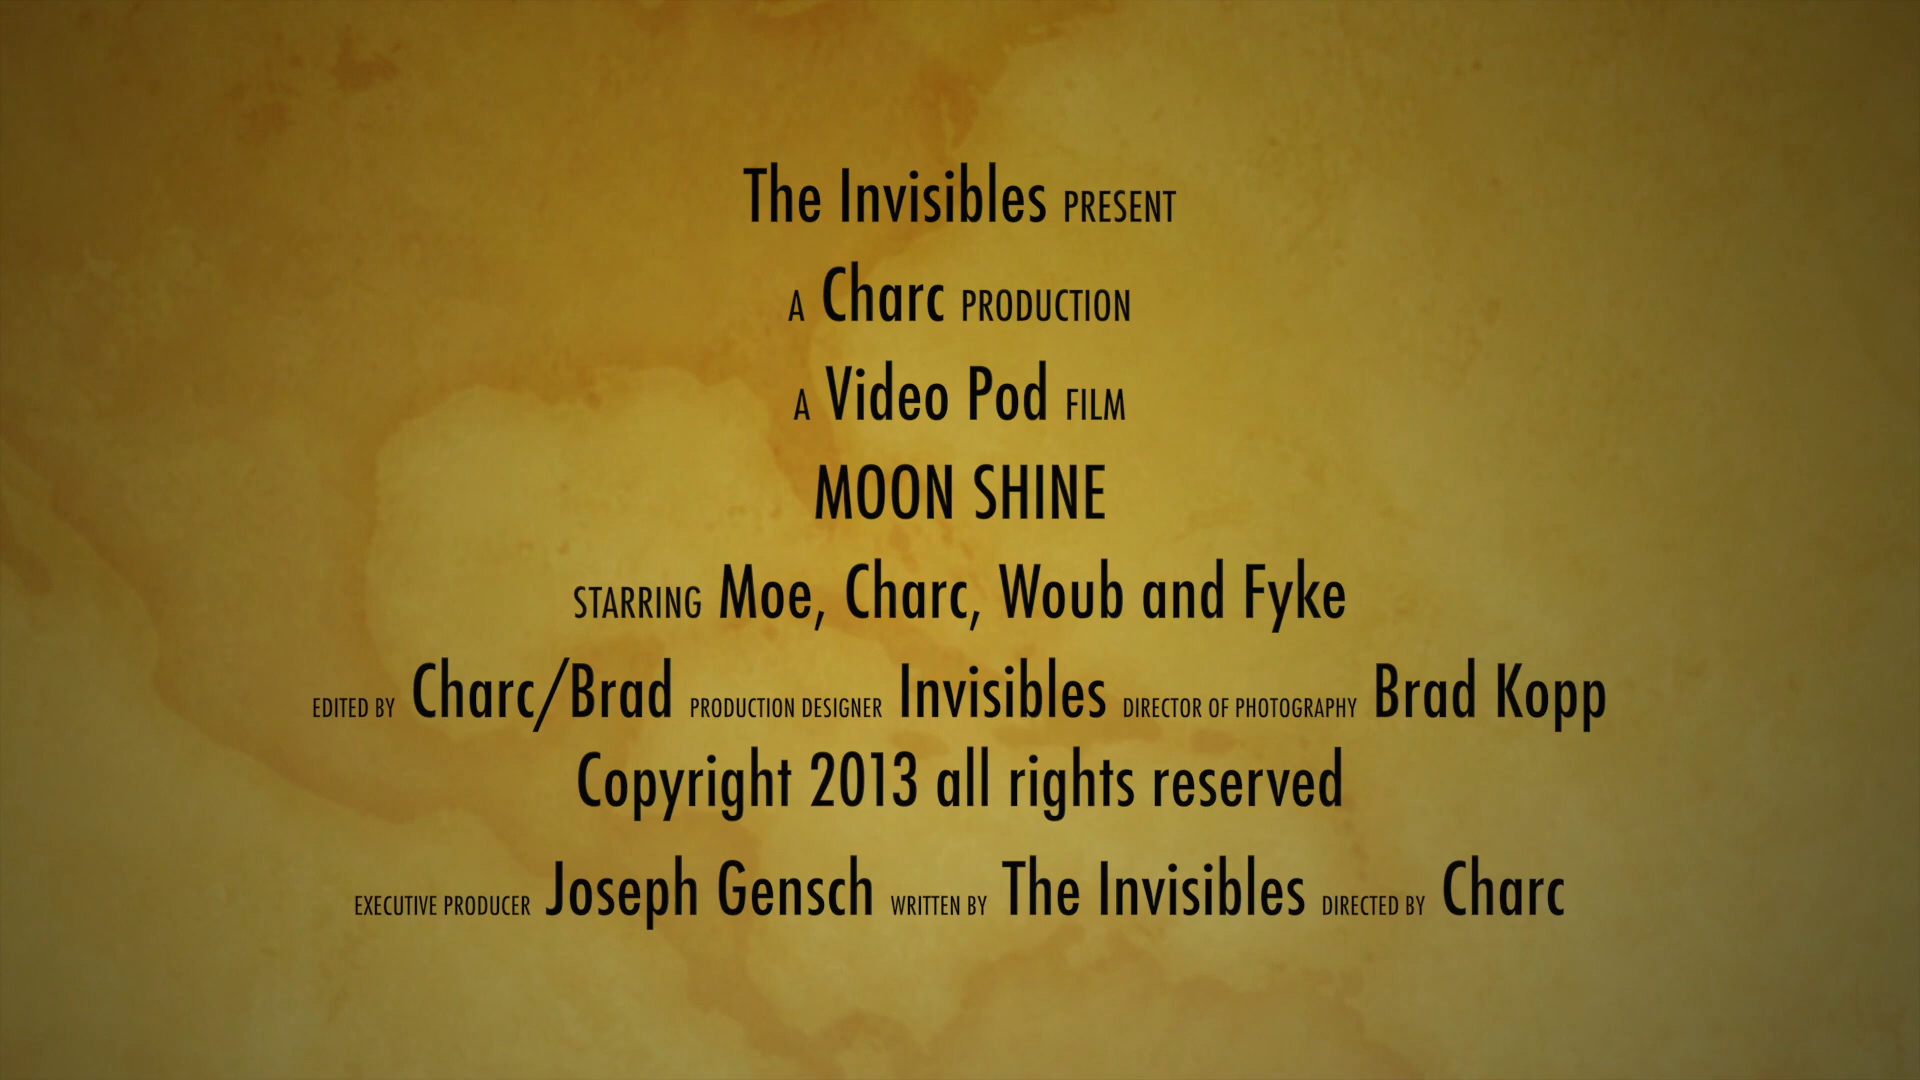 The Invisibles PRESENT
A Charc PRODUCTION
A Video Pod FILM
MOON SHINE
STARRING Moe, Charc, Woub and Fyke
EDITED BY Charc/Brad PRODUCTION DESIGNER Invisibles DIRECTOR OF PHOTOGRAPHY Brad Kopp
Copyright 2013 all rights reserved
EXECUTIVE PRODUCER Joseph Gensch WRITTEN BY The Invisibles DIRECTED BY Charc